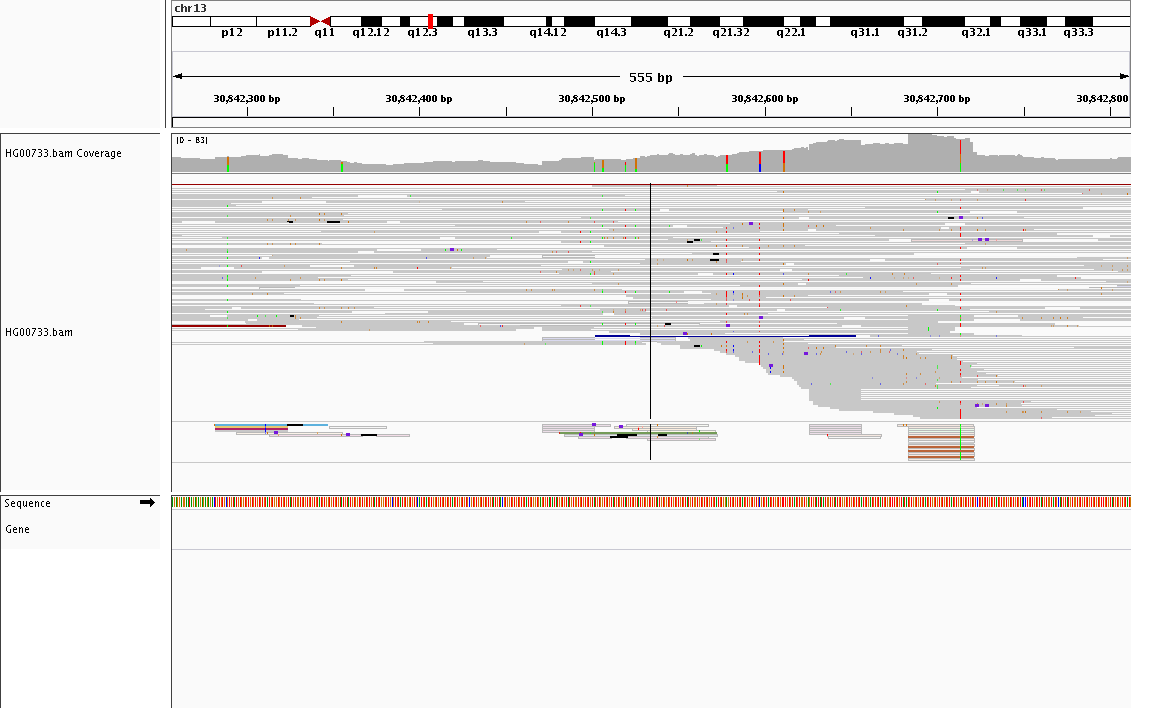 chr13
p12 p11.2 q11 q12.12 q12.3 q13.3 q14.12 q14.3 q21.2 q21.32 q22.1 q31.1 q31.2 q32.1 q33.1 q33.3
555 bp
30,842,300 bp 30,842,400 bp 30,842,500 bp 30,842,600 bp 30,842,700 bp 30,842,800
[0 - 83]
HG00733.bam Coverage
HG00733.bam
Sequence
Gene